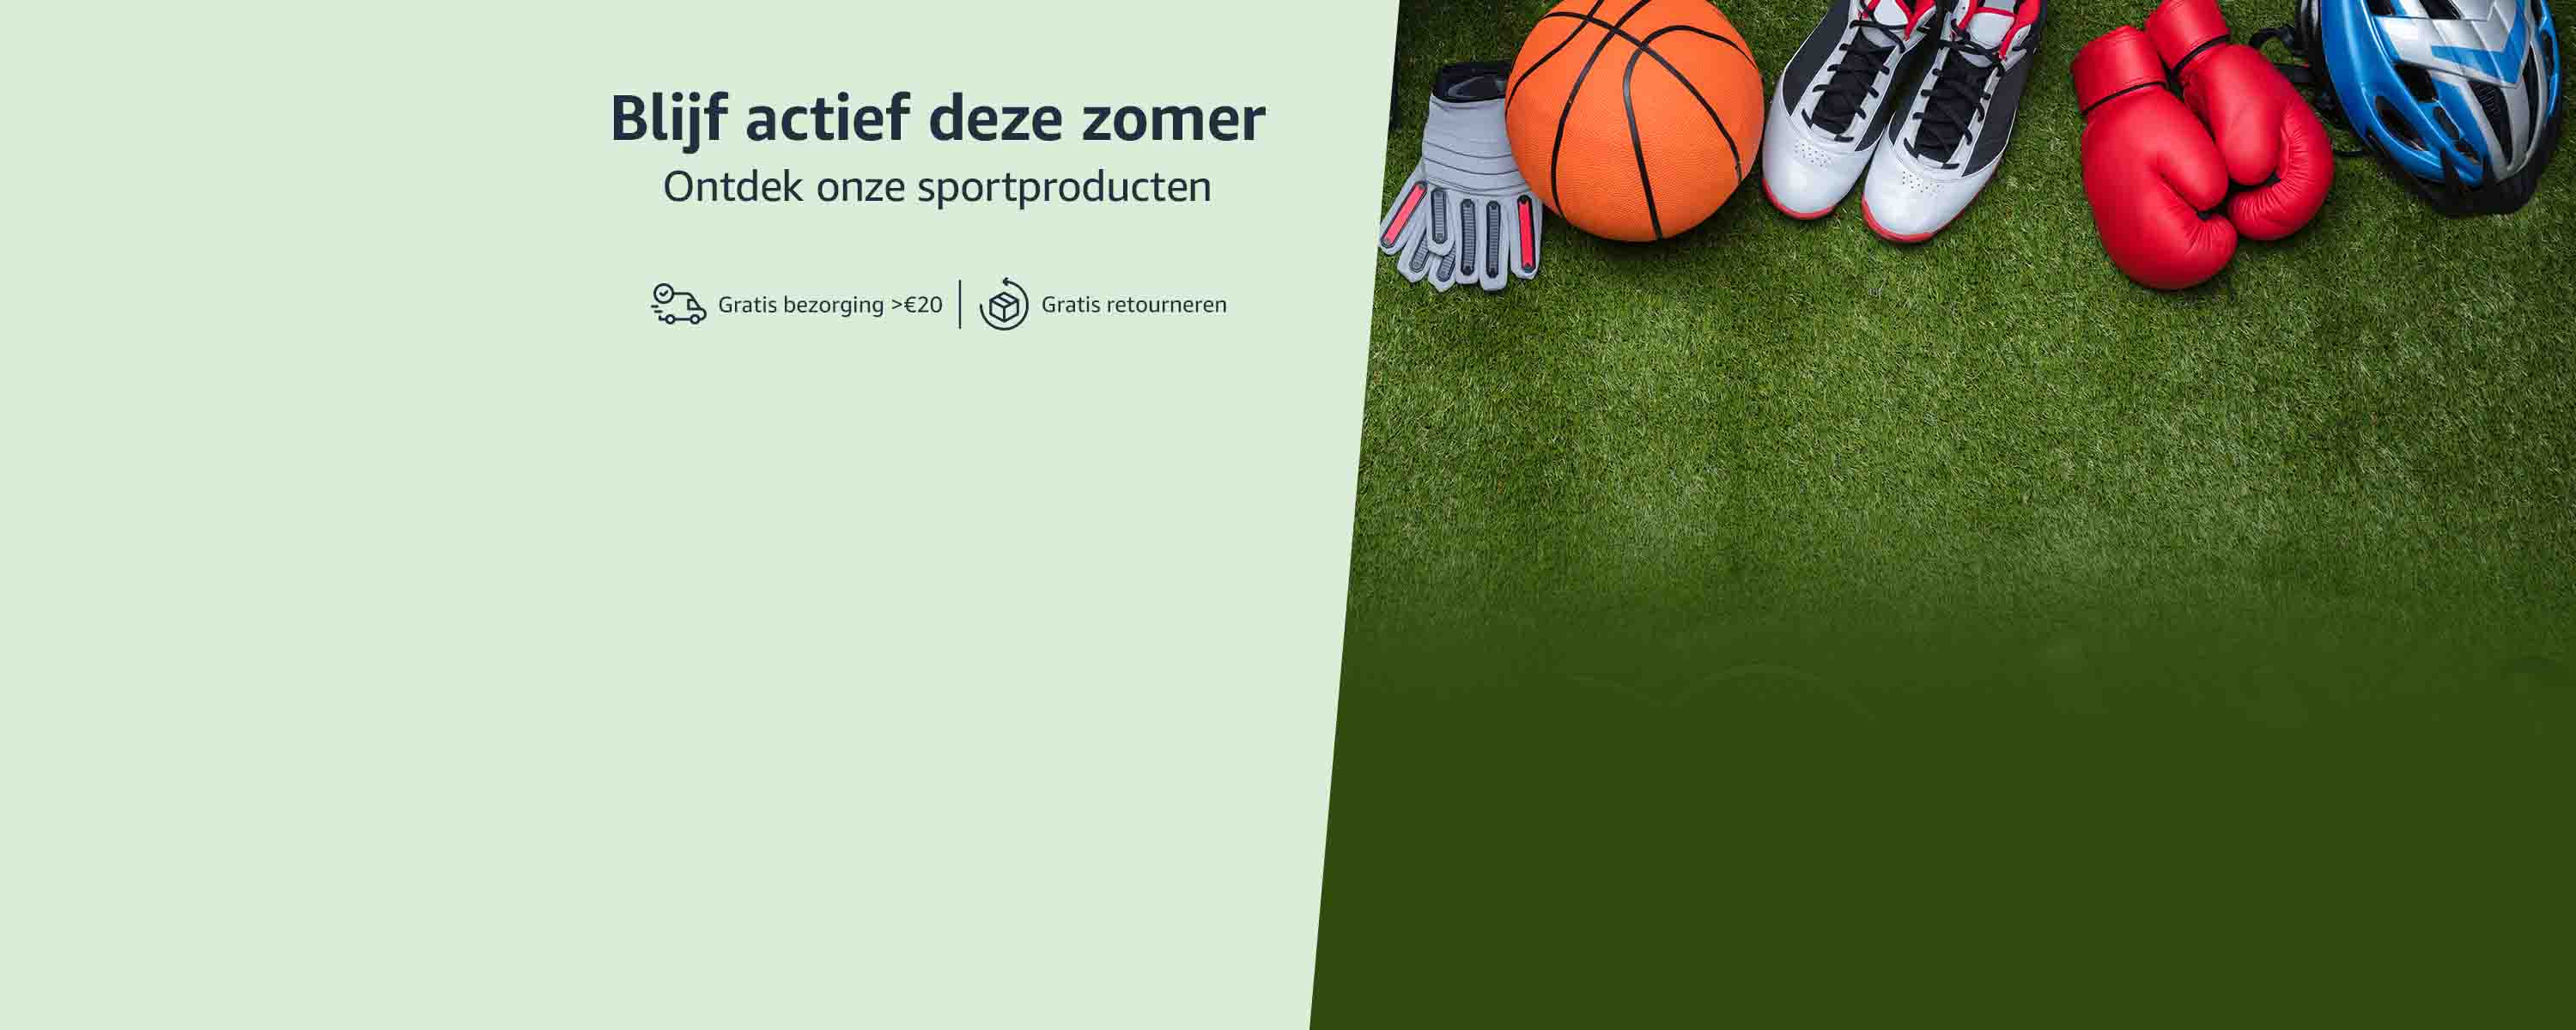 Blijf actief deze zomer
Ontdek onze sportproducten
Gratis bezorging >€20 | Gratis retourneren